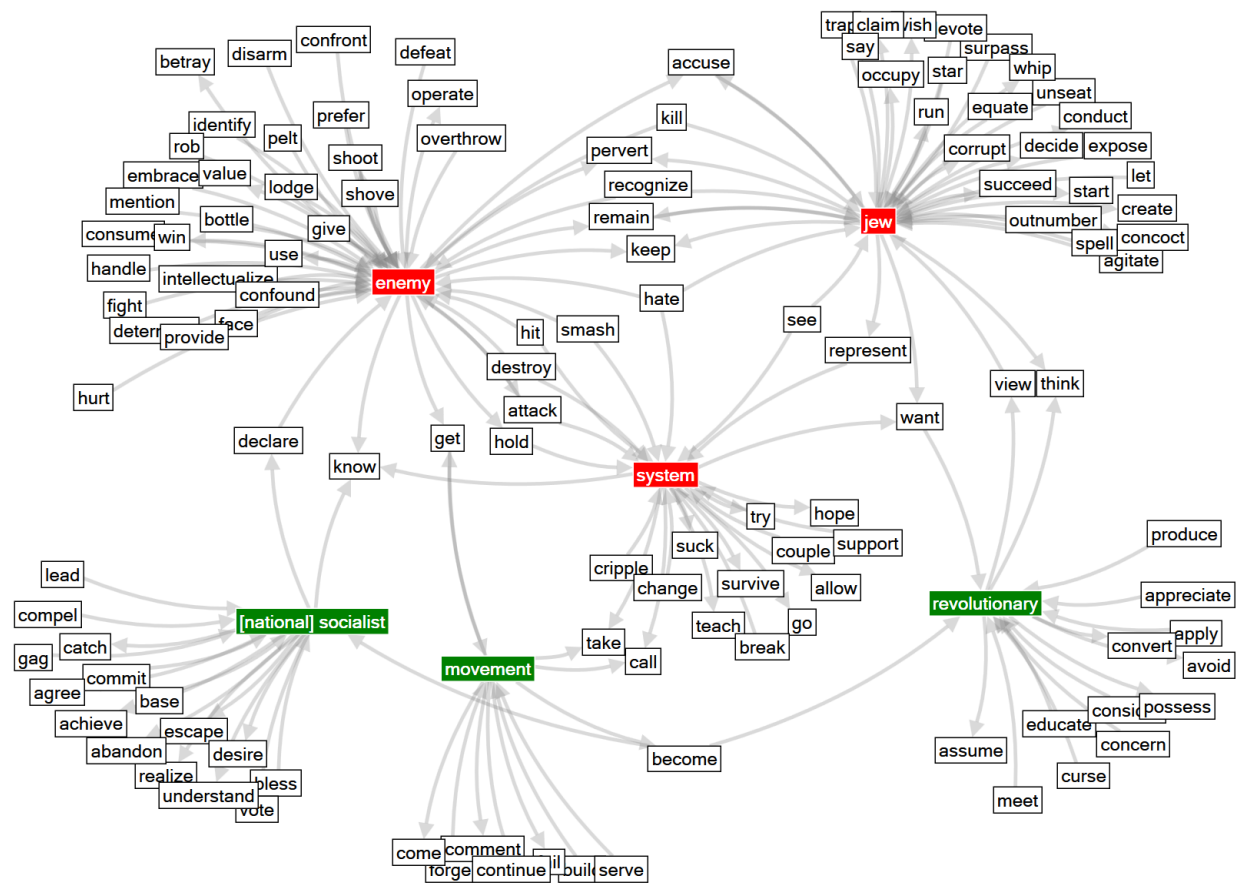 confront
disarm
betray
defeat
operate
prefer
overthrow
identify
pelt
rob
shoot
embrace
value
lodge
shove
mention
bottle
give
consume
win
use
handle
intellectualize
enemy
confound
fight
face
provide
hurt
accuse
kill
pervert
recognize
remain
keep
hate
hit
smash
destroy
attack
hold
get
declare
know
claim
say
surpass
occupy
star
whip
unseat
run
equate
conduct
corrupt
decide
expose
let
succeed
start
create
jew
outnumber
spell
concoct
agitate
see
represent
view
think
want
system
try
hope
suck
couple
support
cripple
change
survive
allow
teach
go
break
take
call
lead
compel
[national] socialist
gag
catch
agree
commit
base
achieve
abandon
escape
desire
realize
understand
bless
vote
movement
become
come
comment
forge
continue
serve
produce
revolutionary
appreciate
apply
convert
avoid
possess
educate
concern
assume
curse
meet